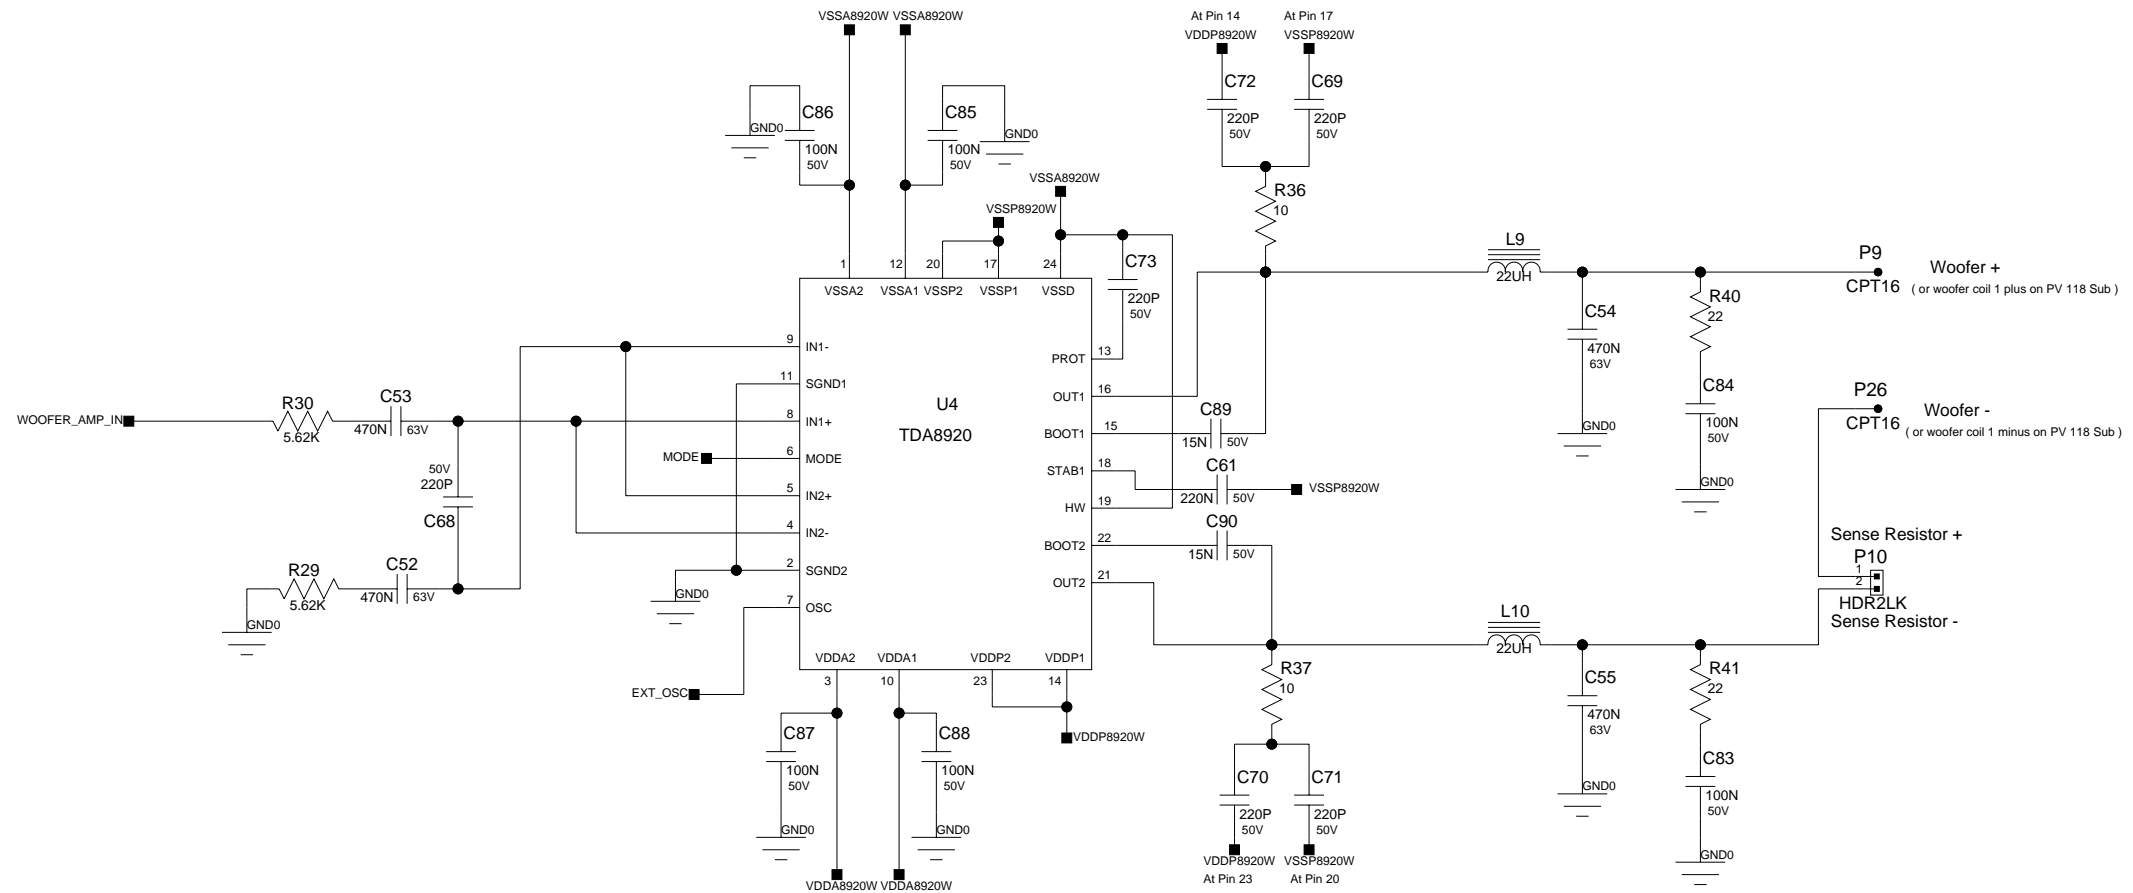 VSSA8920W VSSA8920W
At Pin 14
At Pin 17
VDDP8920W
VSSP8920W
C72
C69
220P
50V
220P
50V
C86
GND0
100N
50V
C85
GND0
100N
50V
VSSA8920W
VSSP8920W
R36
10
1
12
20
17
24
VSSA2
VSSA1
VSSP2
VSSP1
VSSD
C73
220P
50V
L9
22UH
P9
CPT16
Woofer +
( or woofer coil 1 plus on PV 118 Sub )
C54
470N
63V
GND0
R40
22
C84
100N
50V
GND0
P26
CPT16
Woofer -
( or woofer coil 1 minus on PV 118 Sub )
WOOFER_AMP_IN
R30
5.62K
C53
470N
63V
50V
220P
C68
R29
5.62K
C52
470N
63V
GND0
9
IN1-
11
SGND1
8
IN1+
MODE
6
MODE
5
IN2+
4
IN2-
2
SGND2
GND0
7
OSC
EXT_OSC
U4
TDA8920
PROT
13
OUT1
16
BOOT1
15
C89
15N
50V
STAB1
18
C61
220N
50V
VSSP8920W
HW
19
BOOT2
22
C90
15N
50V
OUT2
21
Sense Resistor +
P10
1
2
HDR2LK
Sense Resistor -
L10
22UH
VDDA2
VDDA1
VDDP2
VDDP1
3
10
23
14
R37
10
C55
470N
63V
GND0
R41
22
C83
100N
50V
GND0
C87
100N
50V
GND0
C88
100N
50V
GND0
VDDP8920W
C70
220P
50V
C71
220P
50V
VDDP8920W
VSSP8920W
At Pin 23
At Pin 20
VDDA8920W VDDA8920W